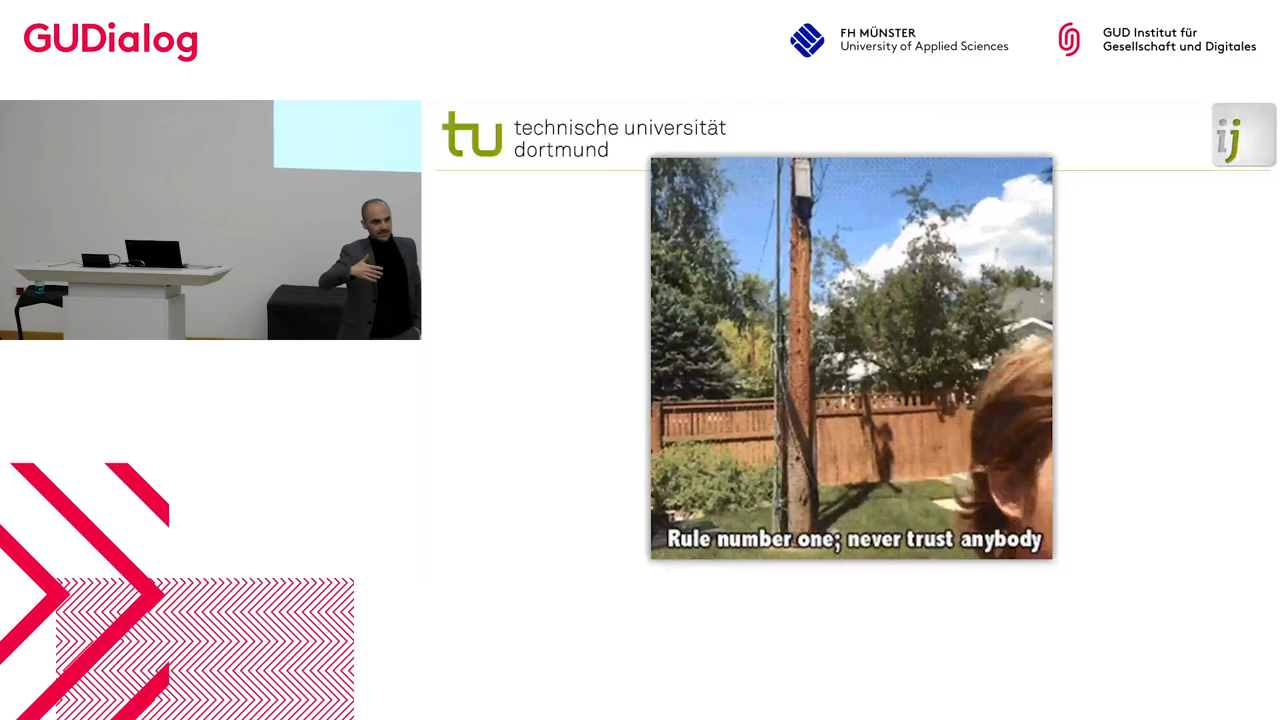 GUDialog
FH MÜNSTER
University of Applied Sciences
GUD Institut für
Gesellschaft und Digitales
tu technische universität
dortmund
ij
Rule number one; never trust anybody